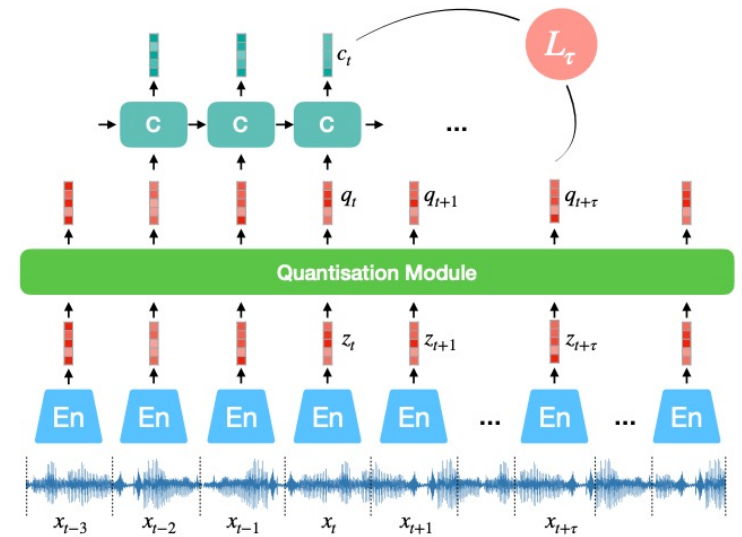 c_t
L_τ
C C C ...
q_t q_{t+1} q_{t+τ}
Quantisation Module
z_t z_{t+1} z_{t+τ}
En En En En En ... En ... En
x_{t−3} x_{t−2} x_{t−1} x_t x_{t+1} x_{t+τ}